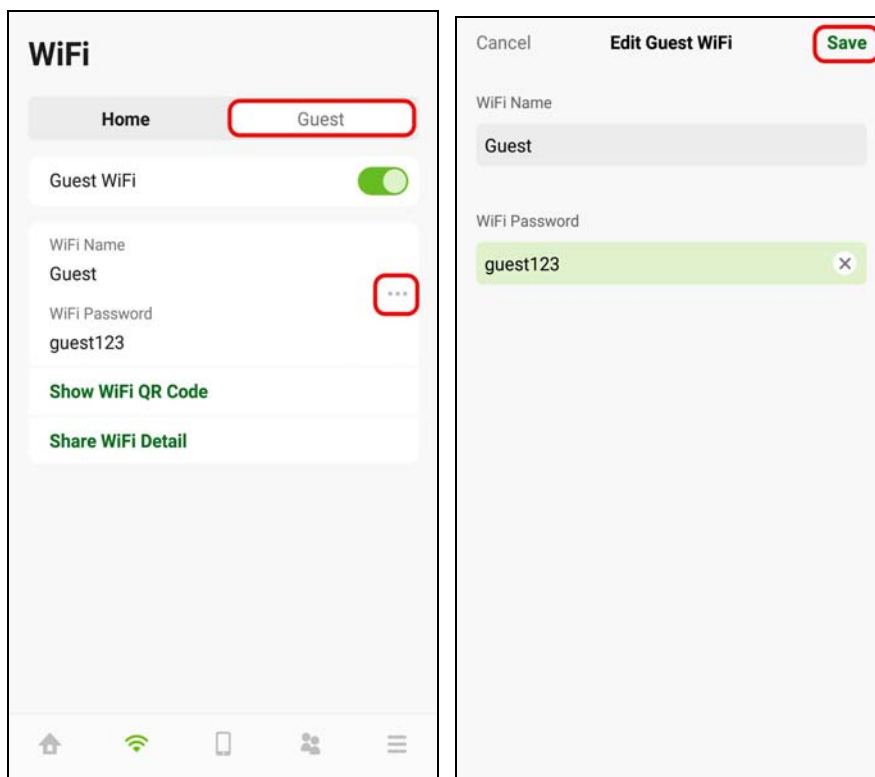 WiFi
Home Guest
Guest WiFi
WiFi Name
Guest
WiFi Password
guest123
Show WiFi QR Code
Share WiFi Detail
Cancel Edit Guest WiFi Save
WiFi Name
Guest
WiFi Password
guest123